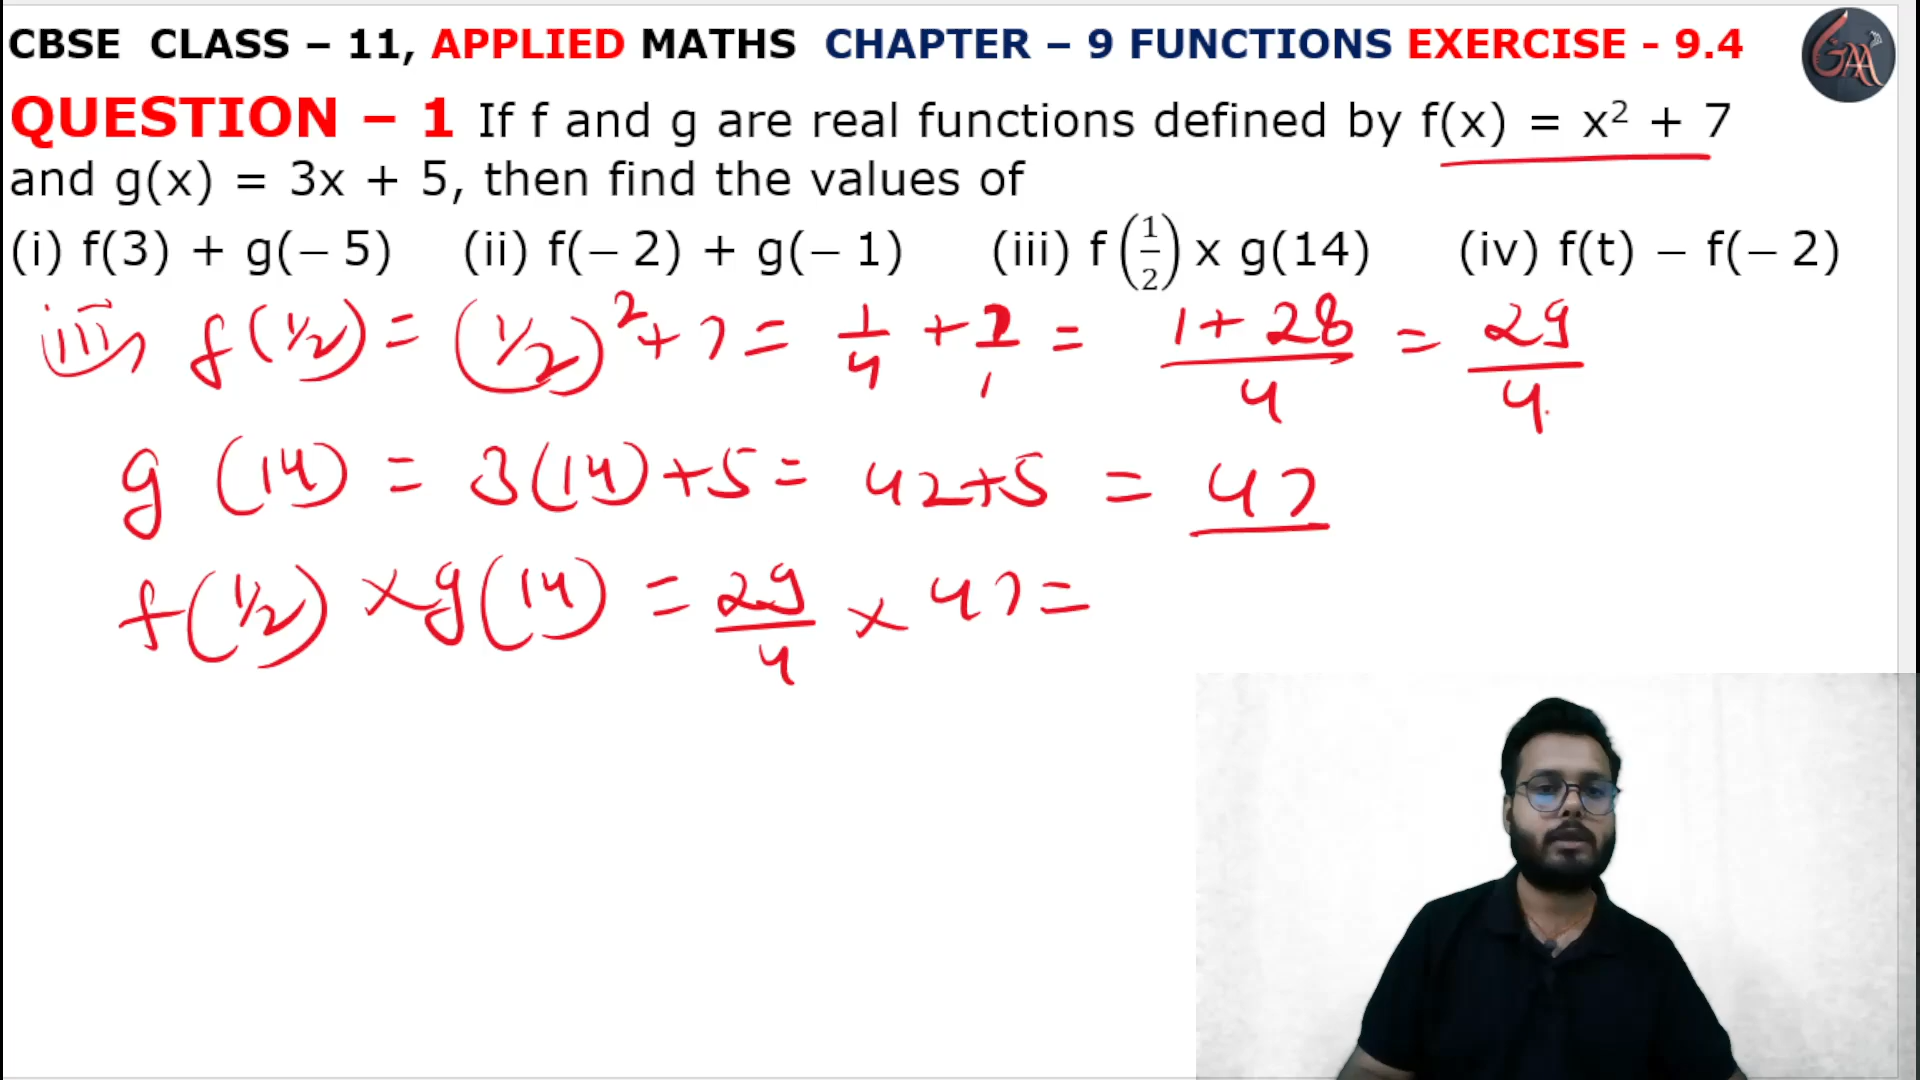 CBSE CLASS – 11, APPLIED MATHS CHAPTER – 9 FUNCTIONS EXERCISE - 9.4
GAA
QUESTION – 1 If f and g are real functions defined by f(x) = x² + 7
and g(x) = 3x + 5, then find the values of
(i) f(3) + g(– 5) (ii) f(– 2) + g(– 1) (iii) f(1/2) x g(14) (iv) f(t) – f(– 2)
iii) f(1/2) = (1/2)² + 7 = 1/4 + 7/1 = (1 + 28)/4 = 29/4
g (14) = 3(14) + 5 = 42 + 5 = 47
f(1/2) × g(14) = 29/4 × 47 =